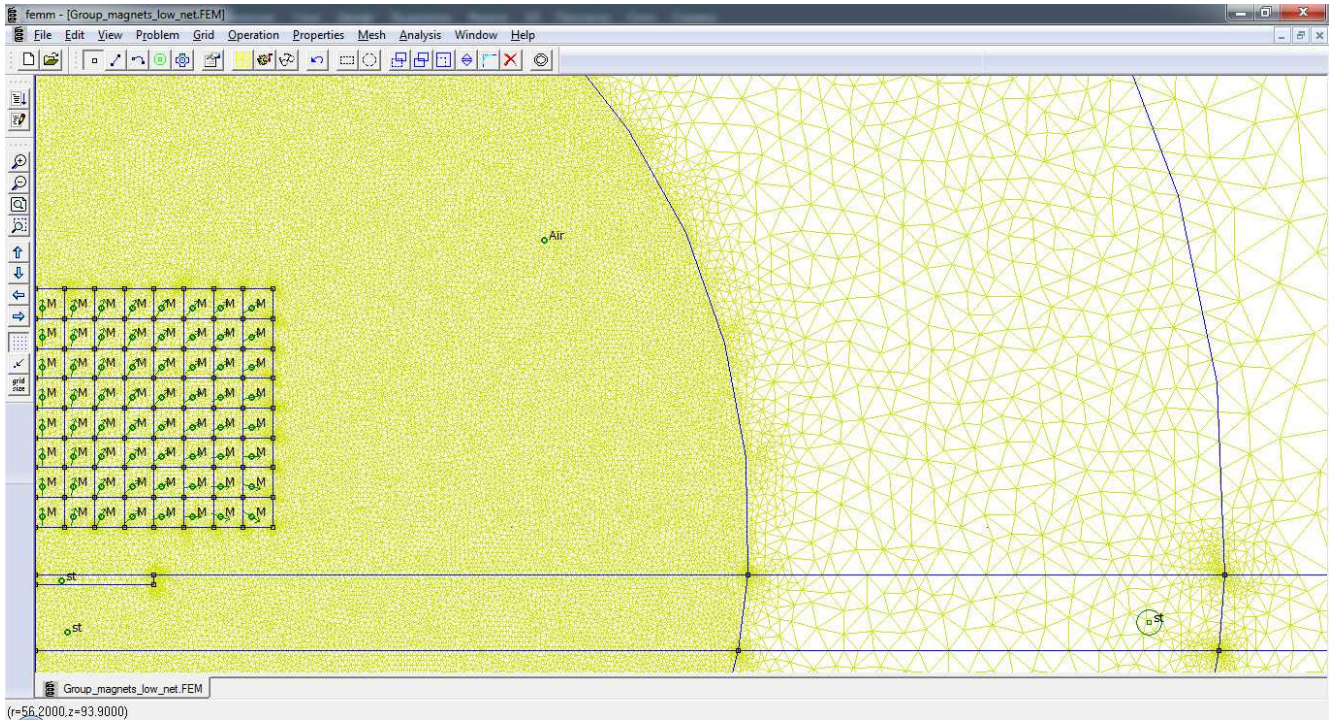 femm - [Group_magnets_low_net.FEM]
File Edit View Problem Grid Operation Properties Mesh Analysis Window Help
Air
M M M M M M M M
M M M M M M M M
M M M M M M M M
M M M M M M M M
M M M M M M M M
M M M M M M M M
M M M M M M M M
M M M M M M M M
grid
size
st
st
st
Group_magnets_low_net.FEM
(r=56.2000,z=93.9000)